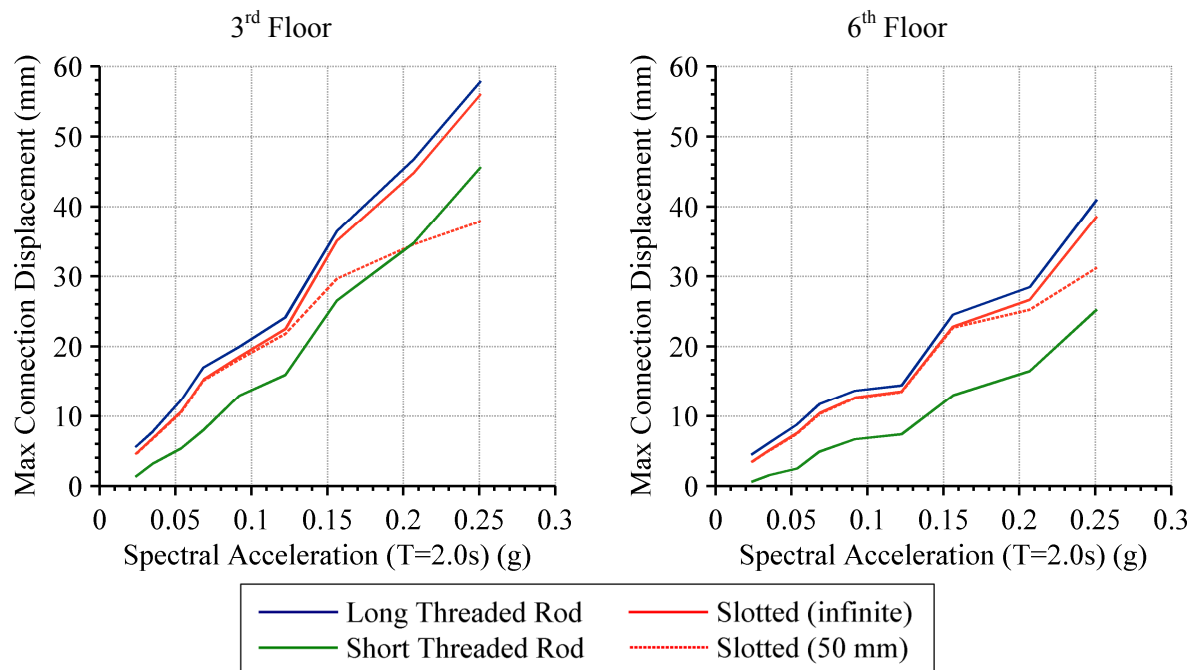 3rd Floor
6th Floor
Max Connection Displacement (mm)
60
50
40
30
20
10
0
0 0.05 0.1 0.15 0.2 0.25 0.3
Spectral Acceleration (T=2.0s) (g)
Max Connection Displacement (mm)
60
50
40
30
20
10
0
0 0.05 0.1 0.15 0.2 0.25 0.3
Spectral Acceleration (T=2.0s) (g)
Long Threaded Rod
Slotted (infinite)
Short Threaded Rod
Slotted (50 mm)